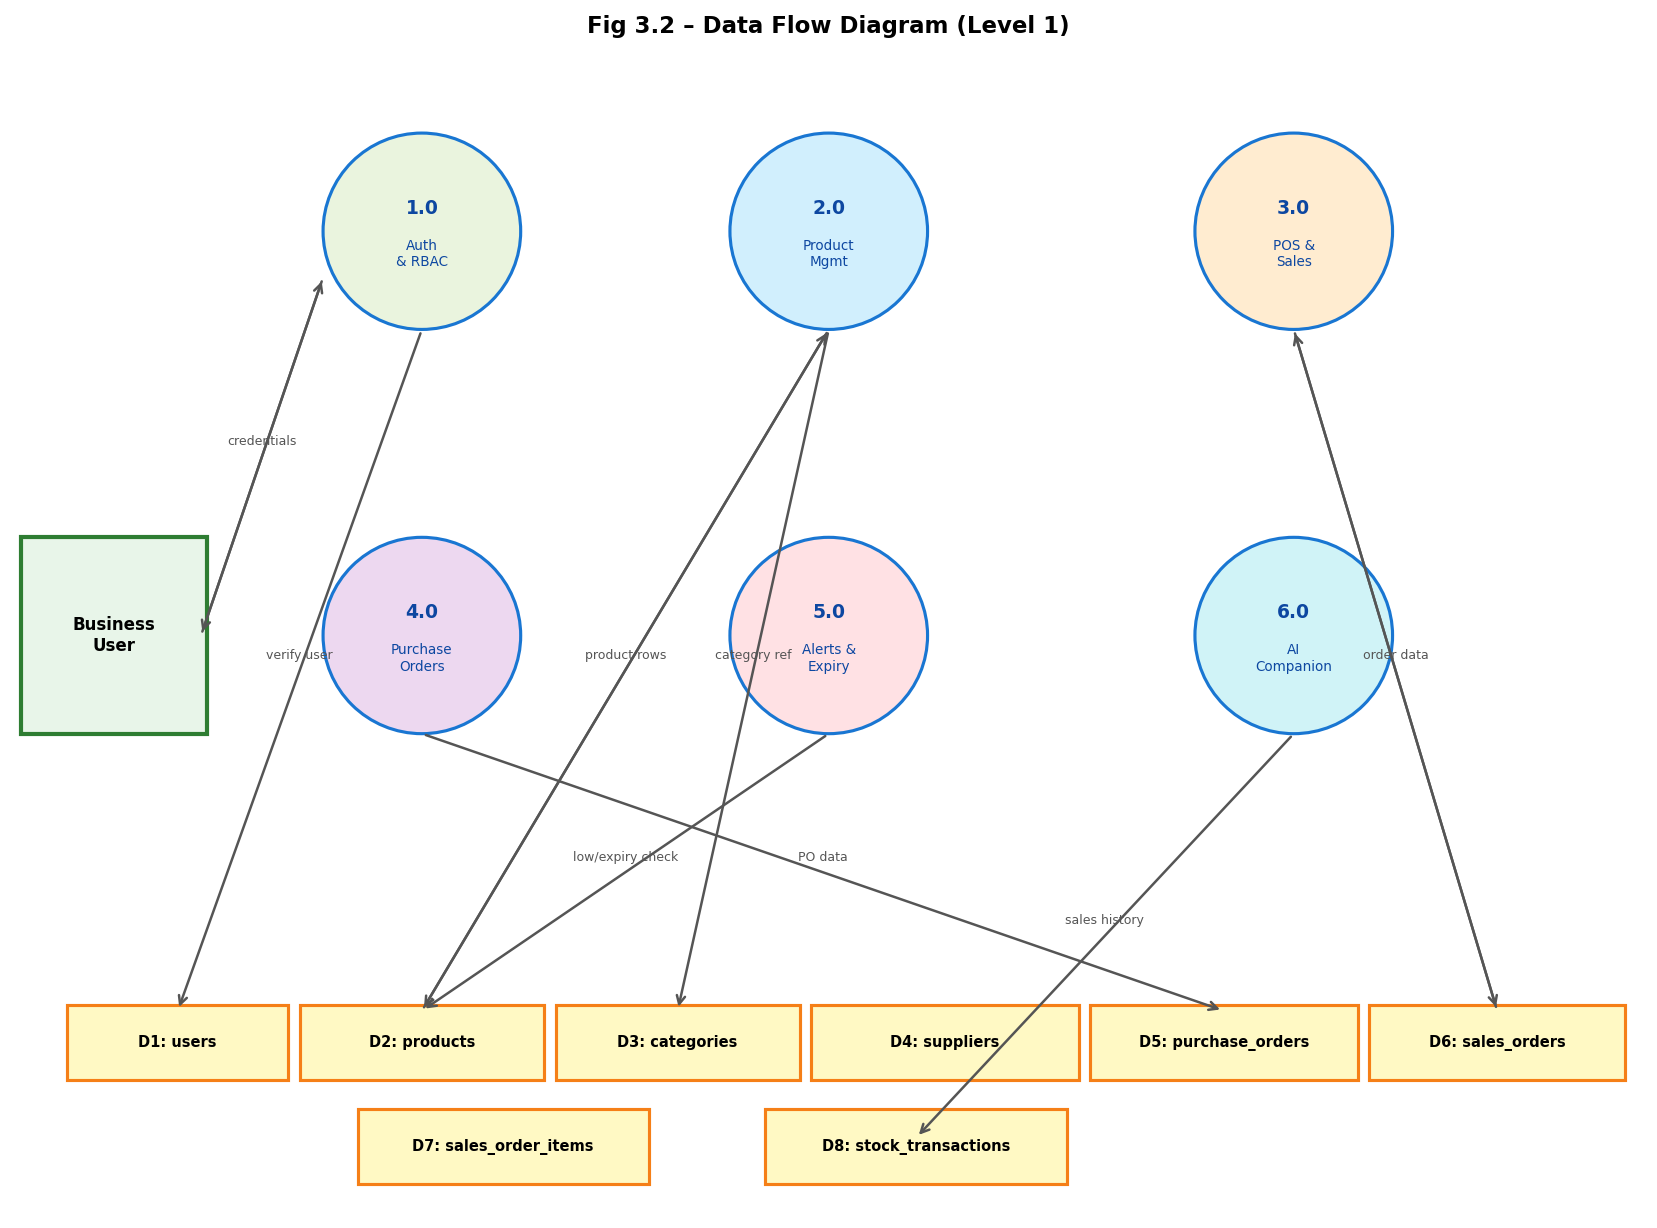 Fig 3.2 – Data Flow Diagram (Level 1)
1.0
Auth
& RBAC
2.0
Product
Mgmt
3.0
POS &
Sales
credentials
Business
User
4.0
Purchase
Orders
5.0
Alerts &
Expiry
6.0
AI
Companion
verify user
product rows
category ref
order data
low/expiry check
PO data
sales history
D1: users
D2: products
D3: categories
D4: suppliers
D5: purchase_orders
D6: sales_orders
D7: sales_order_items
D8: stock_transactions